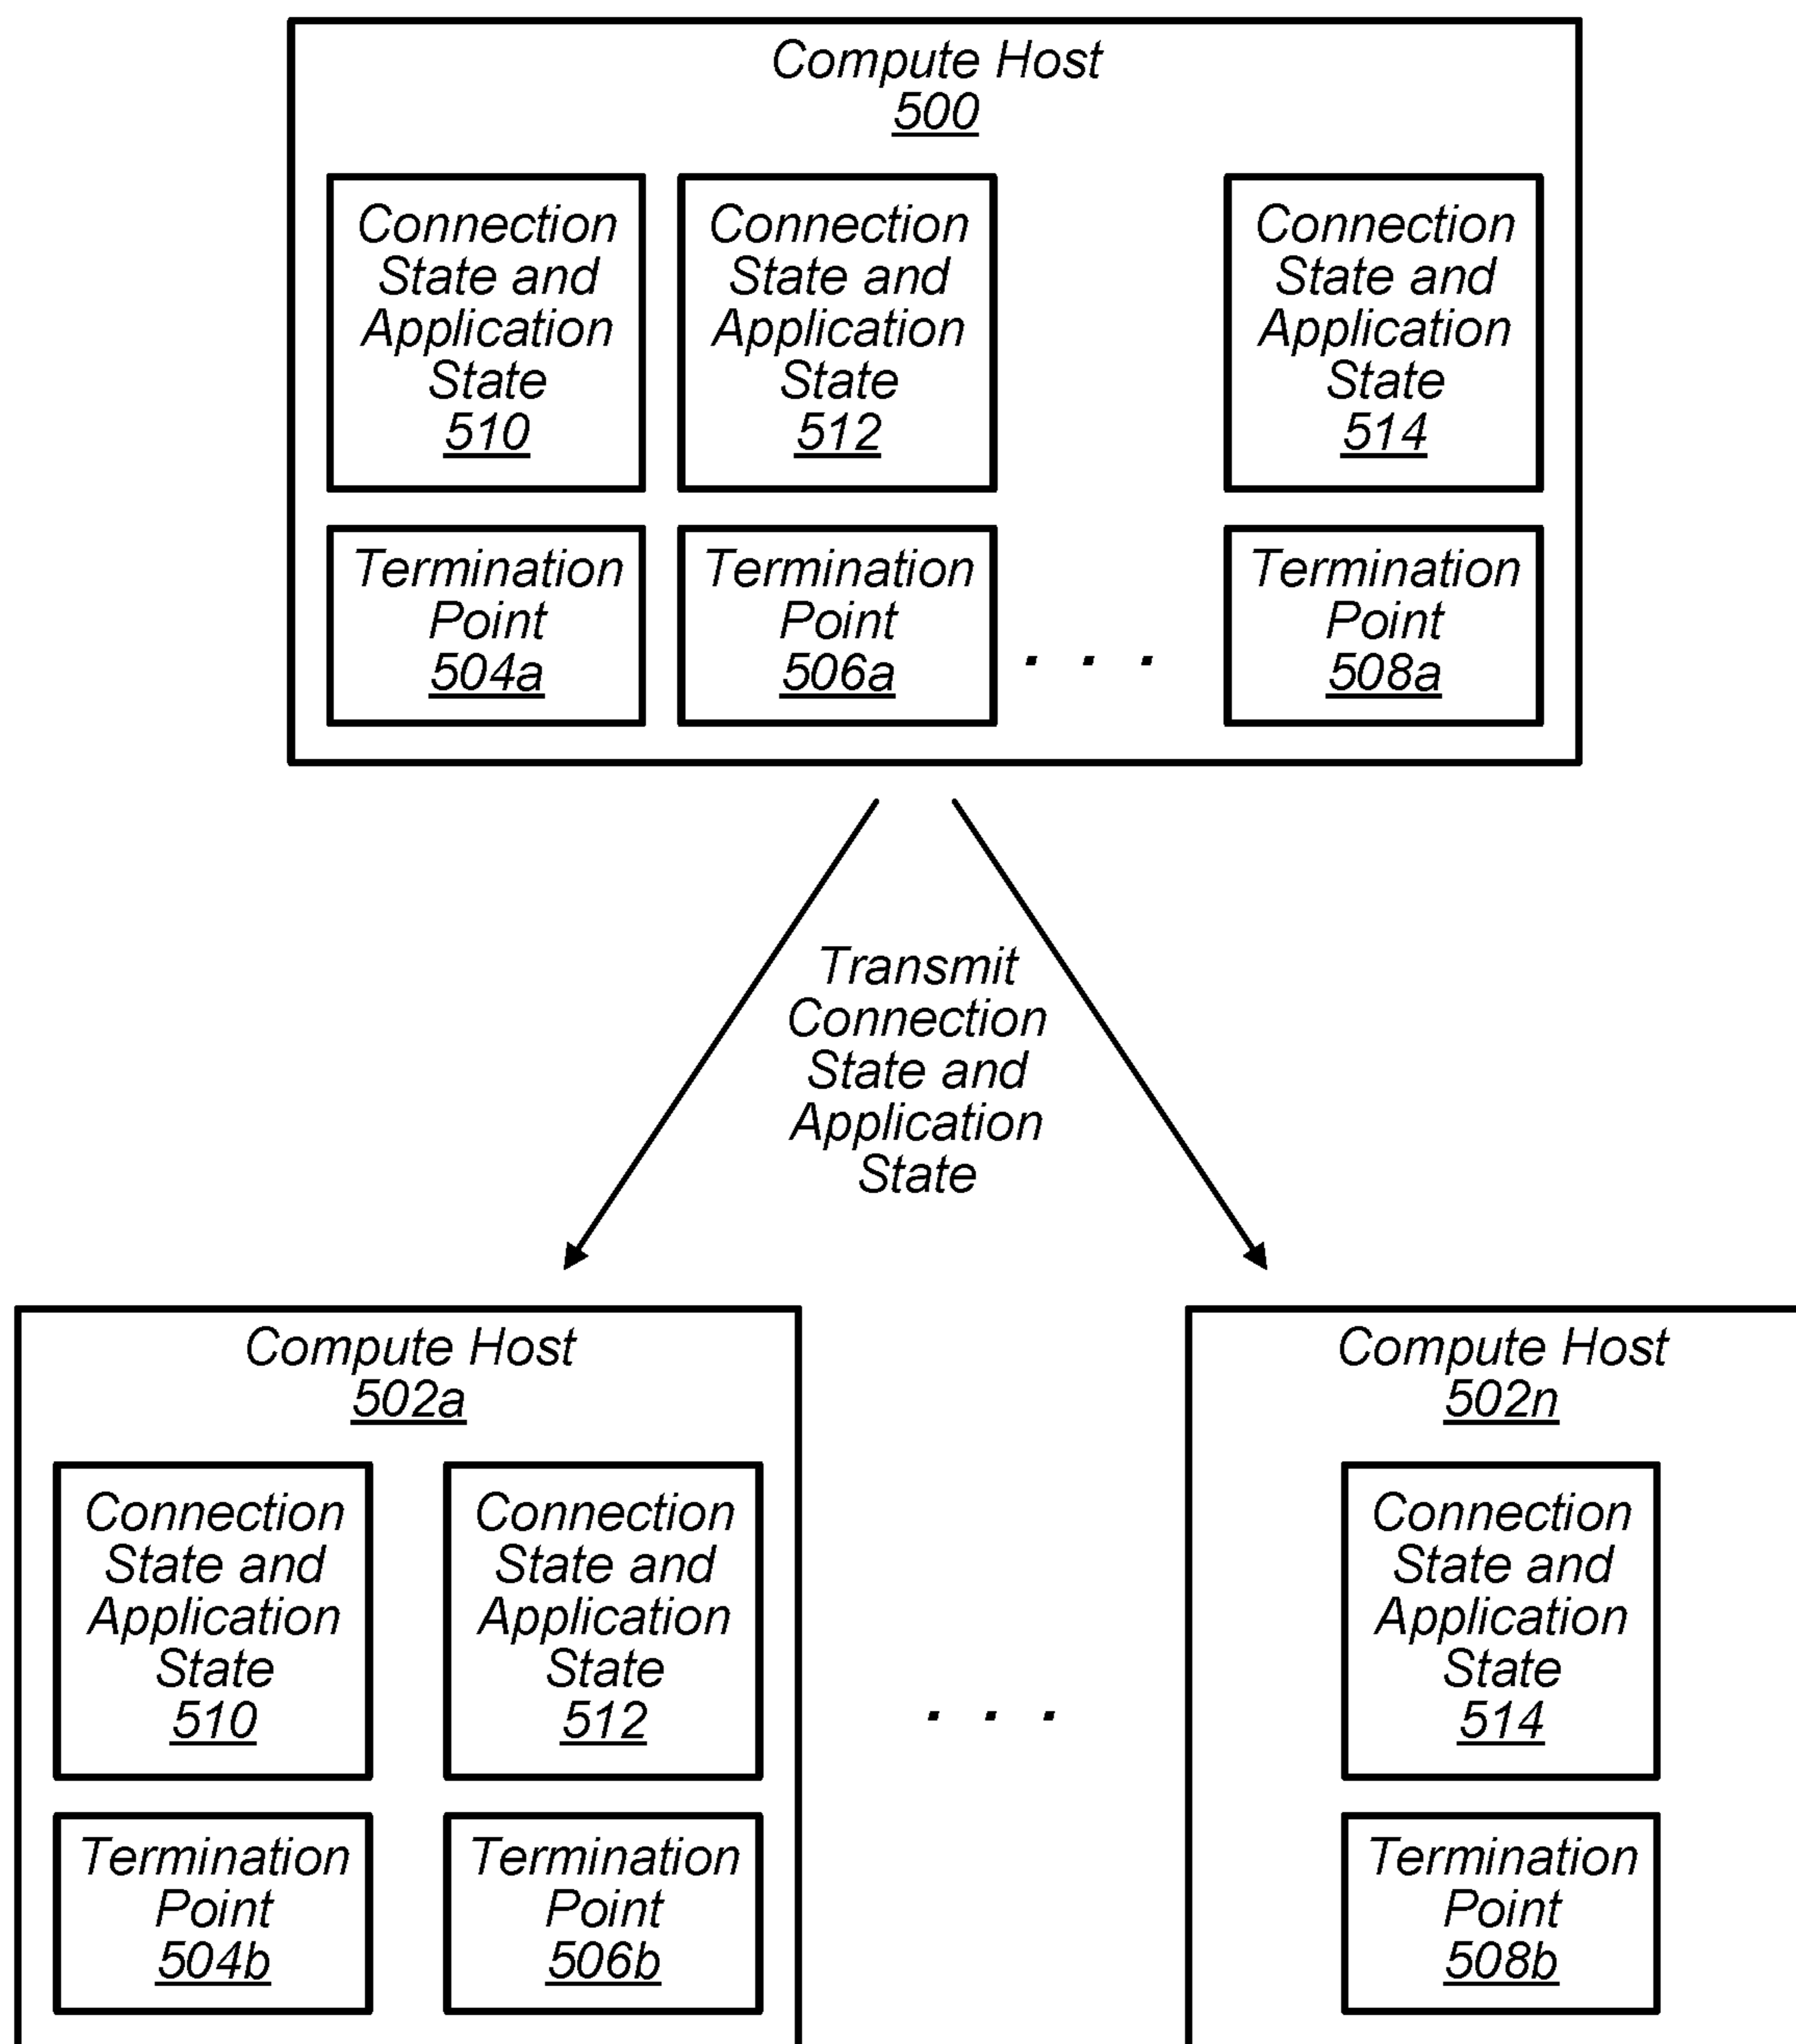 Compute Host
500
Connection
State and
Application
State
510
Connection
State and
Application
State
512
Connection
State and
Application
State
514
Termination
Point
504a
Termination
Point
506a
. . .
Termination
Point
508a
Transmit
Connection
State and
Application
State
Compute Host
502a
Connection
State and
Application
State
510
Connection
State and
Application
State
512
Termination
Point
504b
Termination
Point
506b
. . .
Compute Host
502n
Connection
State and
Application
State
514
Termination
Point
508b